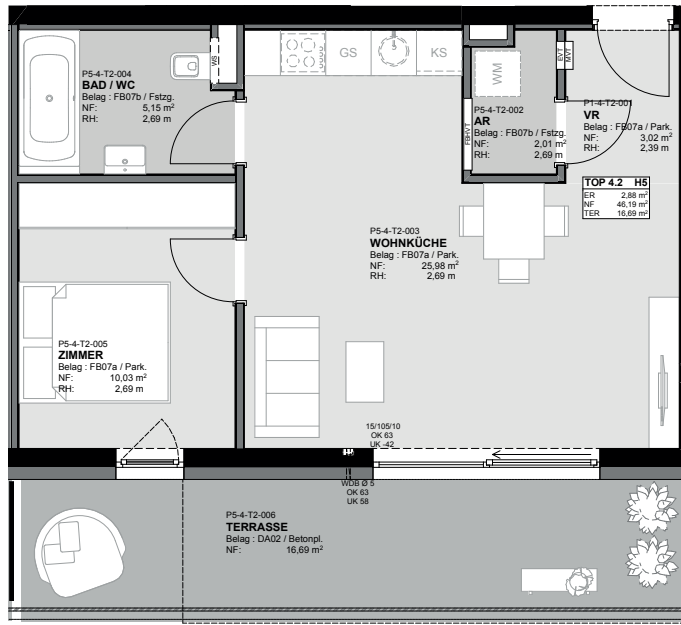 P5-4-T2-004
BAD / WC
Belag : FB07b / Fstzg.
NF: 5,15 m²
RH: 2,69 m
WS
GS
KS
WM
EVT
MVT
FBHVT
P5-4-T2-002
AR
Belag : FB07b / Fstzg.
NF: 2,01 m²
RH: 2,69 m
P1-4-T2-001
VR
Belag : FB07a / Park.
NF: 3,02 m²
RH: 2,39 m
TOP 4.2 H5
ER 2,88 m²
NF 46,19 m²
TER 16,69 m²
P5-4-T2-003
WOHNKÜCHE
Belag : FB07a / Park.
NF: 25,98 m²
RH: 2,69 m
P5-4-T2-005
ZIMMER
Belag : FB07a / Park.
NF: 10,03 m²
RH: 2,69 m
15/105/10
OK 63
UK -42
WDB Ø 5
OK 63
UK 58
P5-4-T2-006
TERRASSE
Belag : DA02 / Betonpl.
NF: 16,69 m²